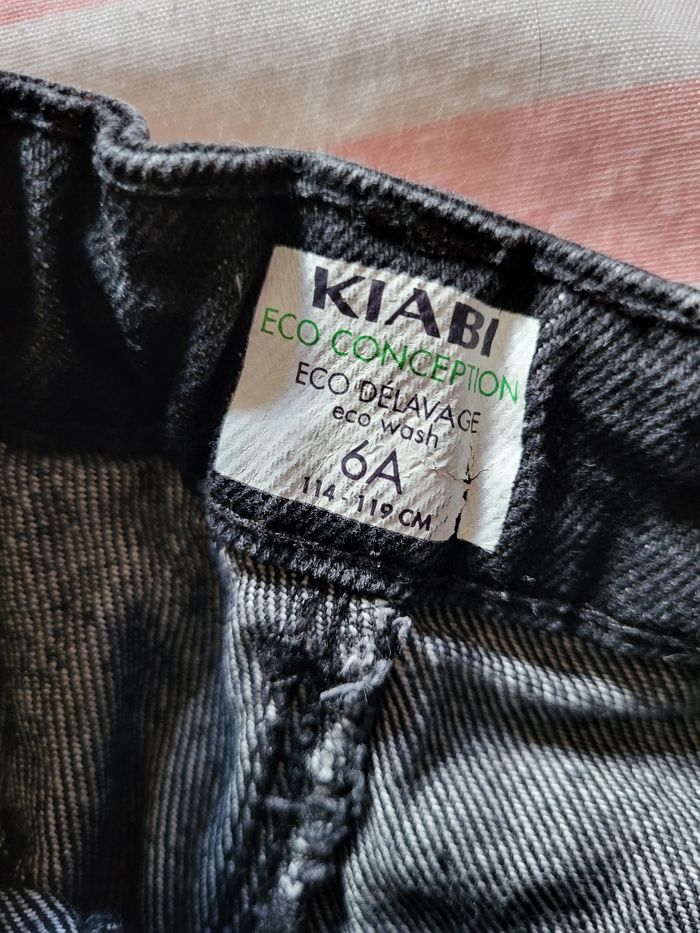 KIABI
ECO CONCEPTION
ECO DÉLAVAGE
eco wash
6A
114 - 119 CM